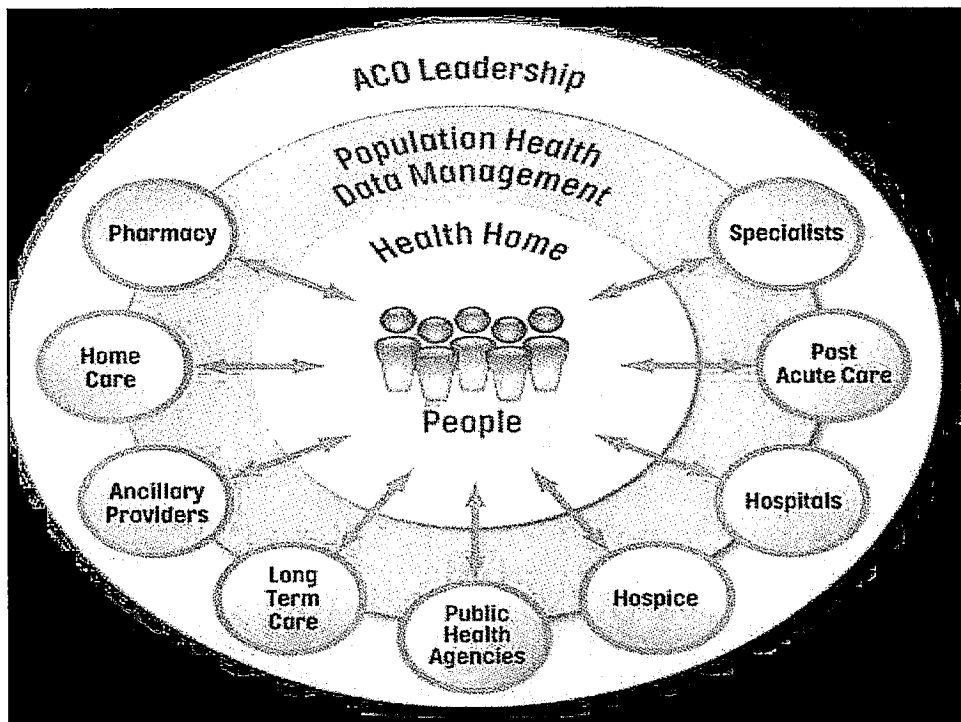 ACO Leadership
Population Health
Data Management
Health Home
Pharmacy
Specialists
Home
Care
Post
Acute Care
People
Ancillary
Providers
Hospitals
Long
Term
Care
Public
Health
Agencies
Hospice